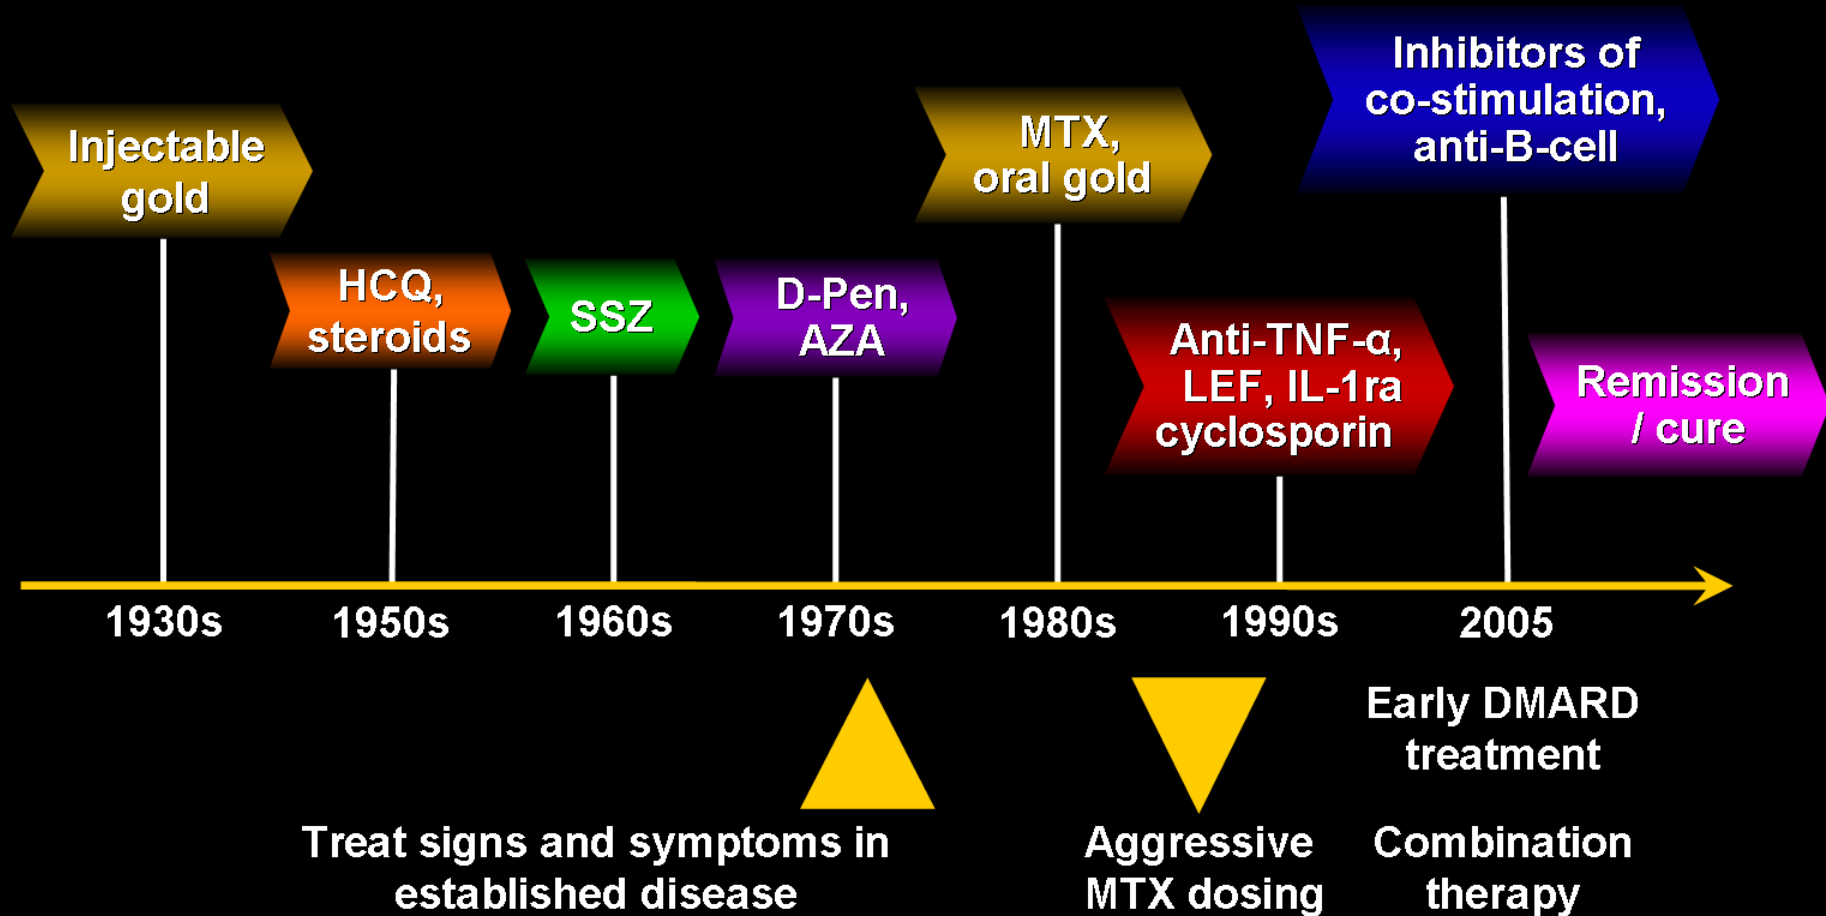 Injectable
gold
HCQ,
steroids
SSZ
D-Pen,
AZA
MTX,
oral gold
Anti-TNF-α,
LEF, IL-1ra
cyclosporin
Inhibitors of
co-stimulation,
anti-B-cell
Remission
/ cure
1930s
1950s
1960s
1970s
1980s
1990s
2005
Treat signs and symptoms in
established disease
Aggressive
MTX dosing
Early DMARD
treatment
Combination
therapy